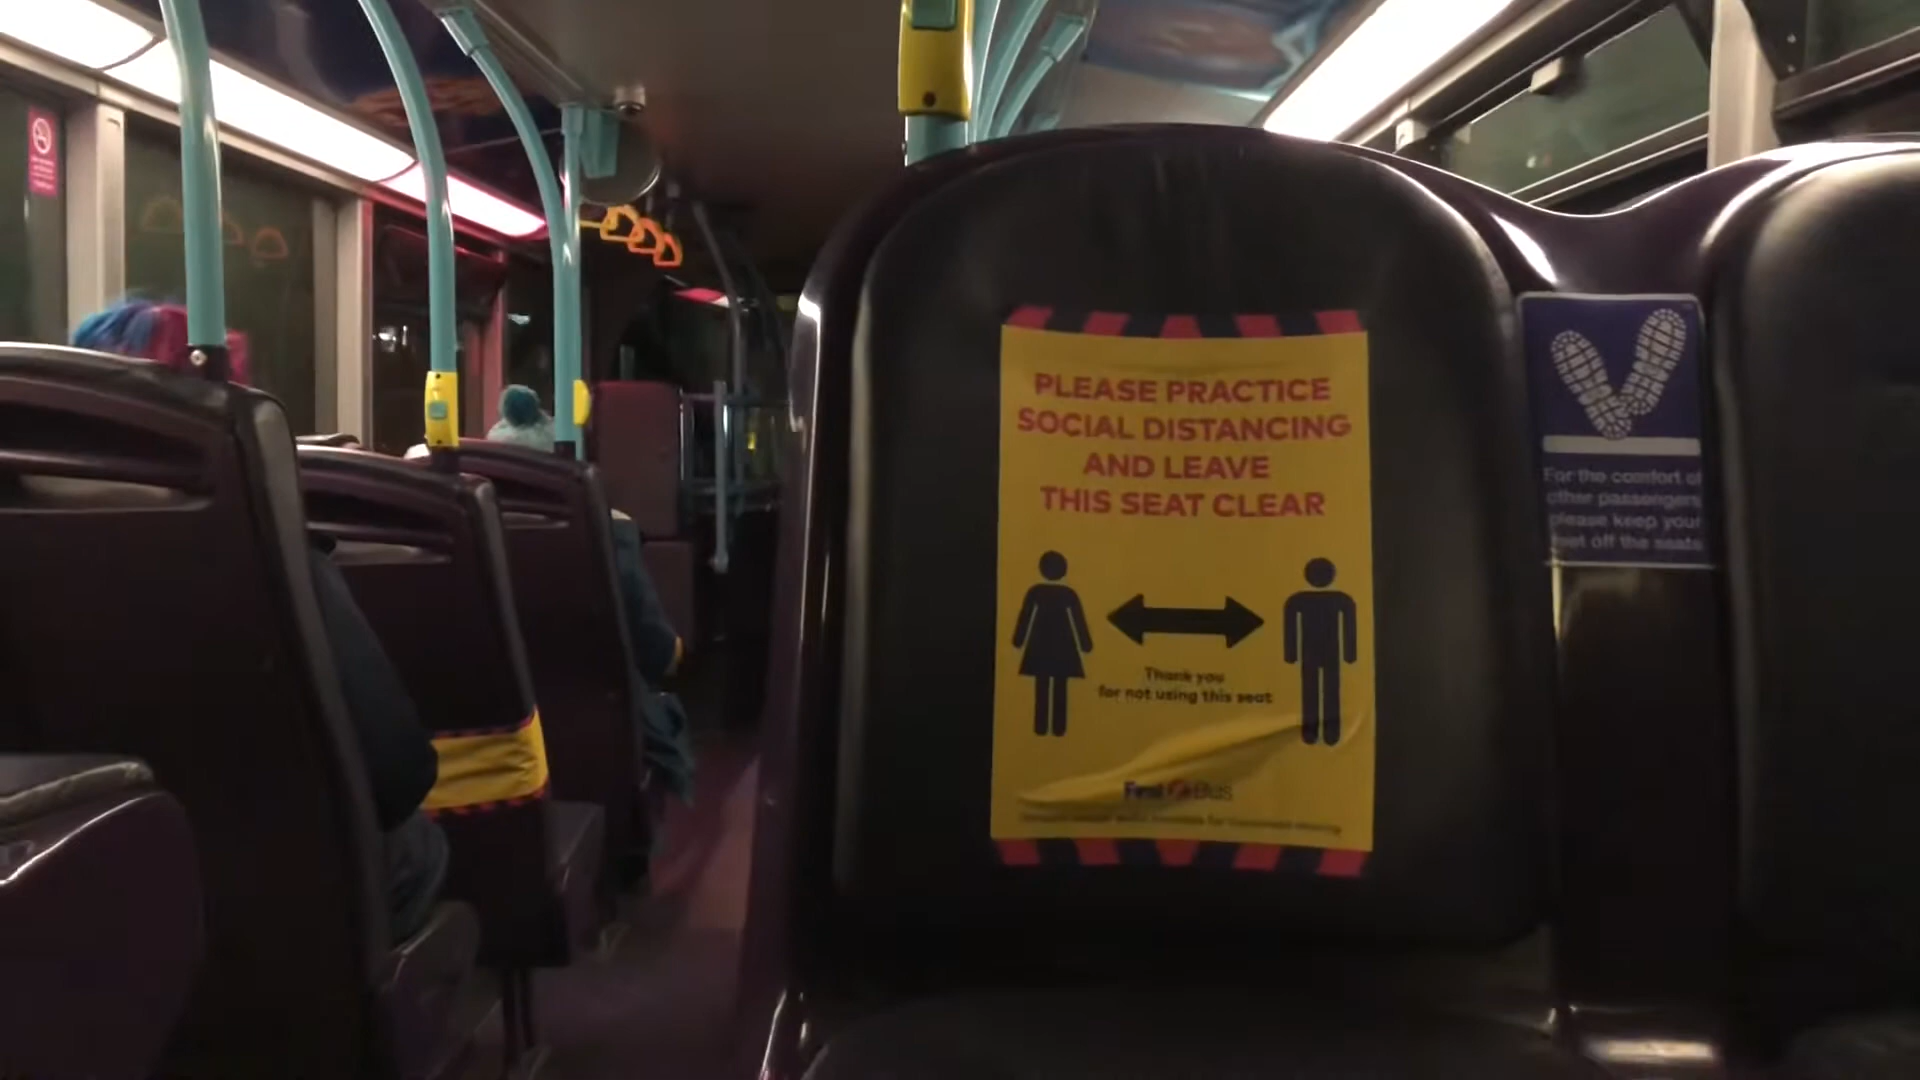 PLEASE PRACTICE
SOCIAL DISTANCING
AND LEAVE
THIS SEAT CLEAR
Thank you
for not using this seat
First Bus
For the comfort of
other passengers
please keep your
feet off the seats